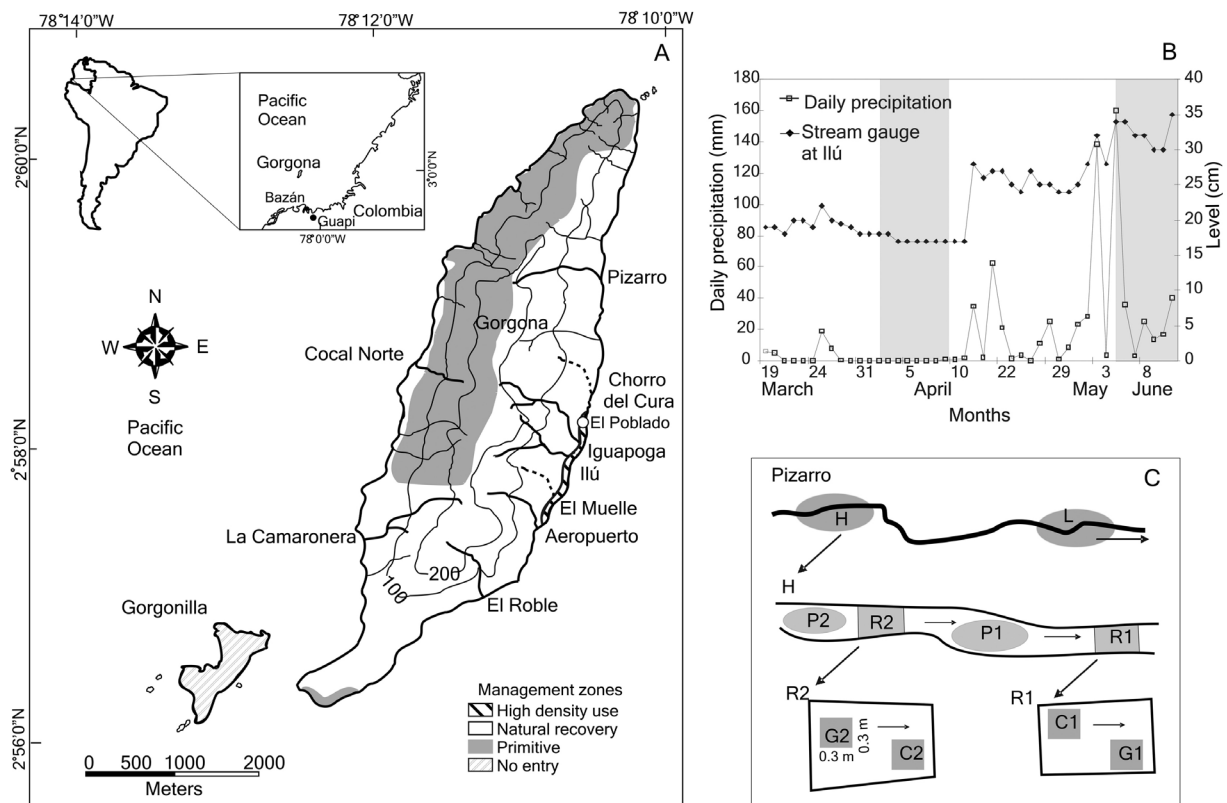 78°14'0"W
78°12'0"W
78°10'0"W
A
2°60'0"N
2°58'0"N
2°56'0"N
Pacific
Ocean
Gorgona
Bazán
Guapi
Colombia
3°0'0"N
78°0'0"W
N
W
E
S
Pacific
Ocean
Pizarro
Gorgona
Cocal Norte
Chorro
del Cura
El Poblado
Iguapoga
Ilú
El Muelle
Aeropuerto
La Camaronera
200
100
El Roble
Gorgonilla
Management zones
High density use
Natural recovery
Primitive
No entry
0 500 1000 2000
Meters
B
Daily precipitation (mm)
180
160
140
120
100
80
60
40
20
0
Daily precipitation
Stream gauge
at Ilú
40
35
30
25
20
15
10
5
0
Level (cm)
19 24 31 5 10 22 29 3 8
March April May June
Months
C
Pizarro
H
L
H
P2
R2
P1
R1
R2
G2
0.3 m
0.3 m
C2
R1
C1
G1